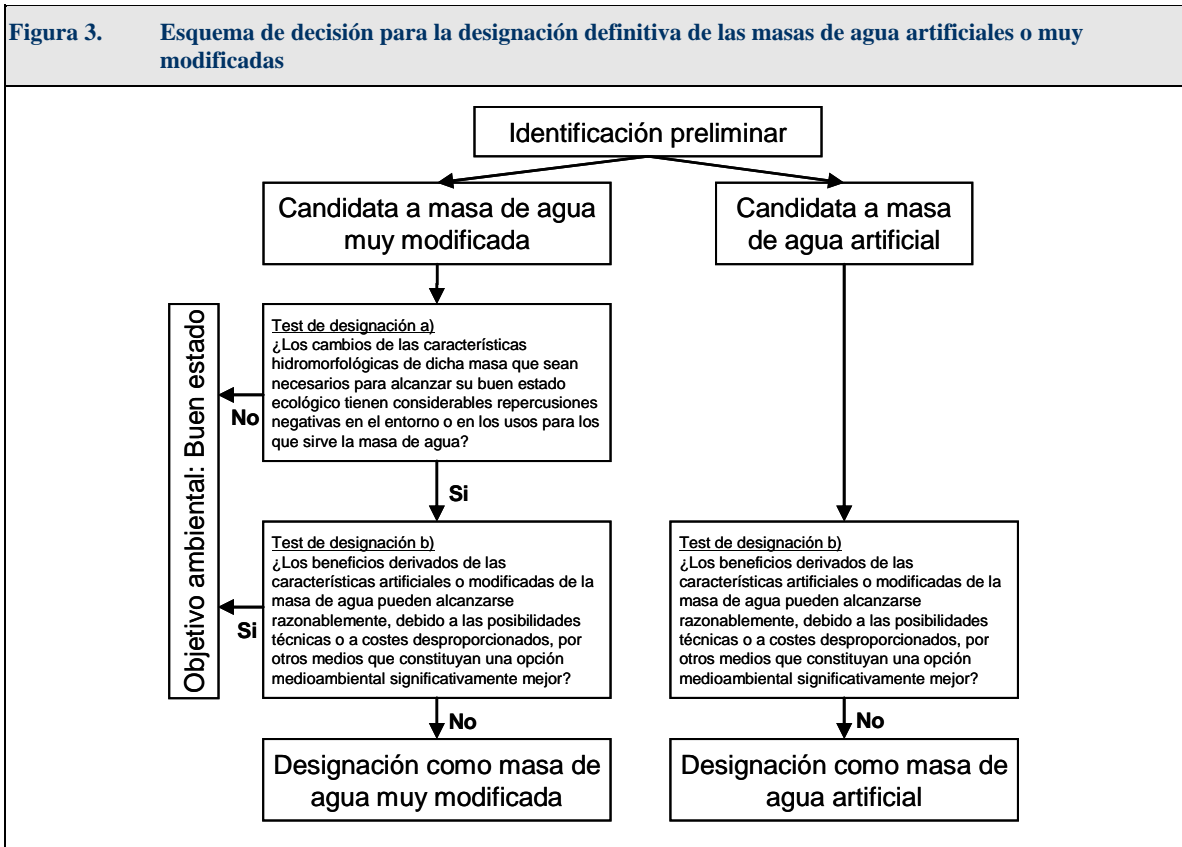 Figura 3. Esquema de decisión para la designación definitiva de las masas de agua artificiales o muy
modificadas
Identificación preliminar
Candidata a masa de agua
muy modificada
Candidata a masa
de agua artificial
Objetivo ambiental: Buen estado
Test de designación a)
¿Los cambios de las características
hidromorfológicas de dicha masa que sean
necesarios para alcanzar su buen estado
ecológico tienen considerables repercusiones
negativas en el entorno o en los usos para los
que sirve la masa de agua?
No
Si
Test de designación b)
¿Los beneficios derivados de las
características artificiales o modificadas de la
masa de agua pueden alcanzarse
razonablemente, debido a las posibilidades
técnicas o a costes desproporcionados, por
otros medios que constituyan una opción
medioambiental significativamente mejor?
Si
No
Designación como masa de
agua muy modificada
Test de designación b)
¿Los beneficios derivados de las
características artificiales o modificadas de la
masa de agua pueden alcanzarse
razonablemente, debido a las posibilidades
técnicas o a costes desproporcionados, por
otros medios que constituyan una opción
medioambiental significativamente mejor?
No
Designación como masa de
agua artificial